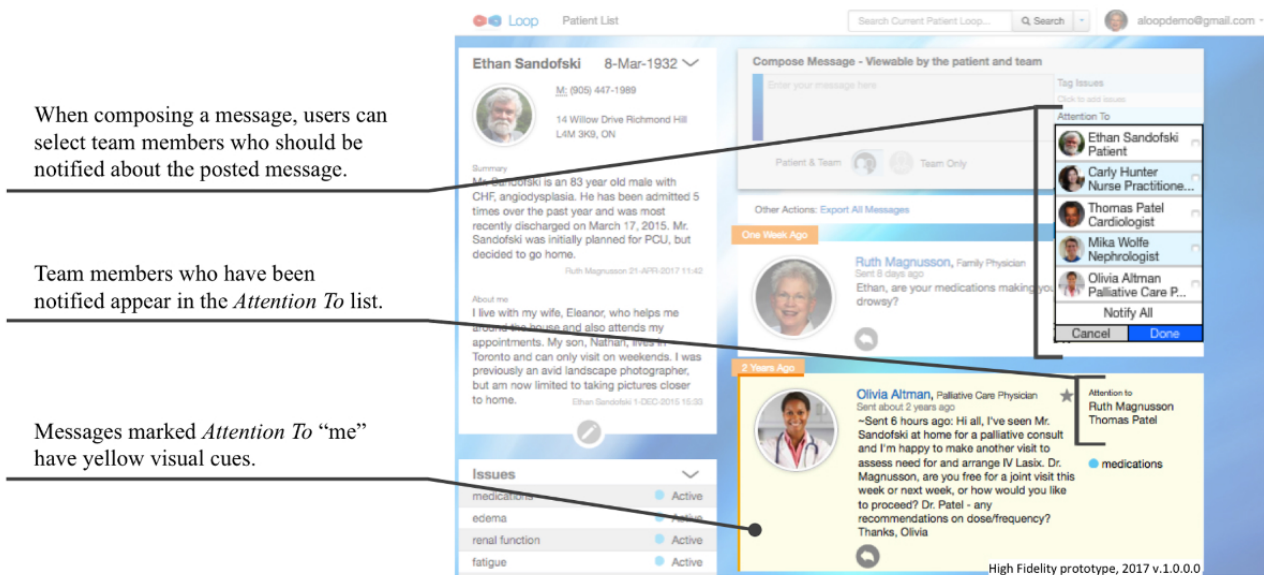 Loop Patient List Search Current Patient Loop... Search aloopdemo@gmail.com
When composing a message, users can
select team members who should be
notified about the posted message.
Team members who have been
notified appear in the Attention To list.
Messages marked Attention To “me”
have yellow visual cues.
Ethan Sandofski 8-Mar-1932
M: (905) 447-1989
14 Willow Drive Richmond Hill
L4M 3K9, ON
Summary
Mr. Sandofski is an 83 year old male with
CHF, angiodysplasia. He has been admitted 5
times over the past year and was most
recently discharged on March 17, 2015. Mr.
Sandofski was initially planned for PCU, but
decided to go home.
Ruth Magnusson 21-APR-2017 11:42
About me
I live with my wife, Eleanor, who helps me
around the house and also attends my
appointments. My son, Nathan, lives in
Toronto and can only visit on weekends. I was
previously an avid landscape photographer,
but am now limited to taking pictures closer
to home.
Ethan Sandofski 1-DEC-2015 15:33
Issues
medications Active
edema Active
renal function Active
fatigue Active
Compose Message - Viewable by the patient and team
Enter your message here
Patient & Team Team Only
Tag Issues
Click to add issues
Attention To
Ethan Sandofski
Patient
Carly Hunter
Nurse Practitione...
Thomas Patel
Cardiologist
Mika Wolfe
Nephrologist
Olivia Altman
Palliative Care P...
Notify All
Cancel Done
Other Actions: Export All Messages
One Week Ago
Ruth Magnusson, Family Physician
Sent 8 days ago
Ethan, are your medications making you
drowsy?
2 Years Ago
Olivia Altman, Palliative Care Physician
Sent about 2 years ago
~Sent 6 hours ago: Hi all, I've seen Mr.
Sandofski at home for a palliative consult
and I'm happy to make another visit to
assess need for and arrange IV Lasix. Dr.
Magnusson, are you free for a joint visit this
week or next week, or how would you like
to proceed? Dr. Patel - any
recommendations on dose/frequency?
Thanks, Olivia
Attention to
Ruth Magnusson
Thomas Patel
medications
High Fidelity prototype, 2017 v.1.0.0.0